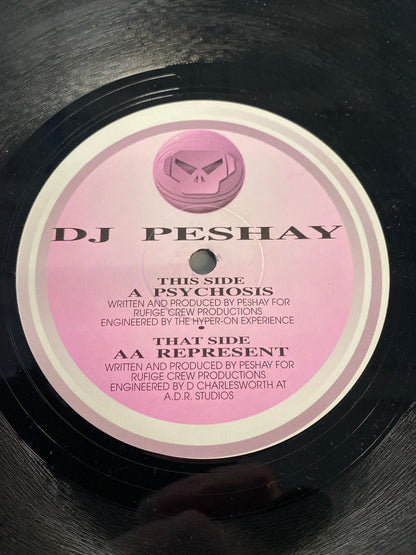 DJ PESHAY
THIS SIDE
A PSYCHOSIS
WRITTEN AND PRODUCED BY PESHAY FOR
RUFIGE CREW PRODUCTIONS
ENGINEERED BY THE HYPER-ON EXPERIENCE
•
THAT SIDE
AA REPRESENT
WRITTEN AND PRODUCED BY PESHAY FOR
RUFIGE CREW PRODUCTIONS
ENGINEERED BY D CHARLESWORTH AT
A.D.R. STUDIOS